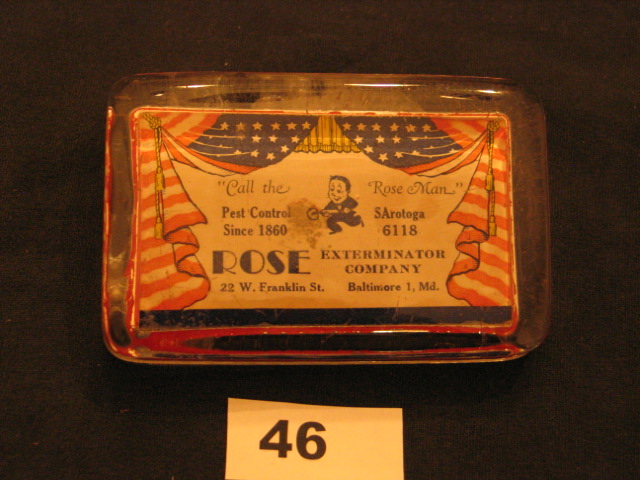 "Call the Rose Man"
Pest Control SArotoga
Since 1860 6118
ROSE EXTERMINATOR
COMPANY
22 W. Franklin St. Baltimore 1, Md.
46